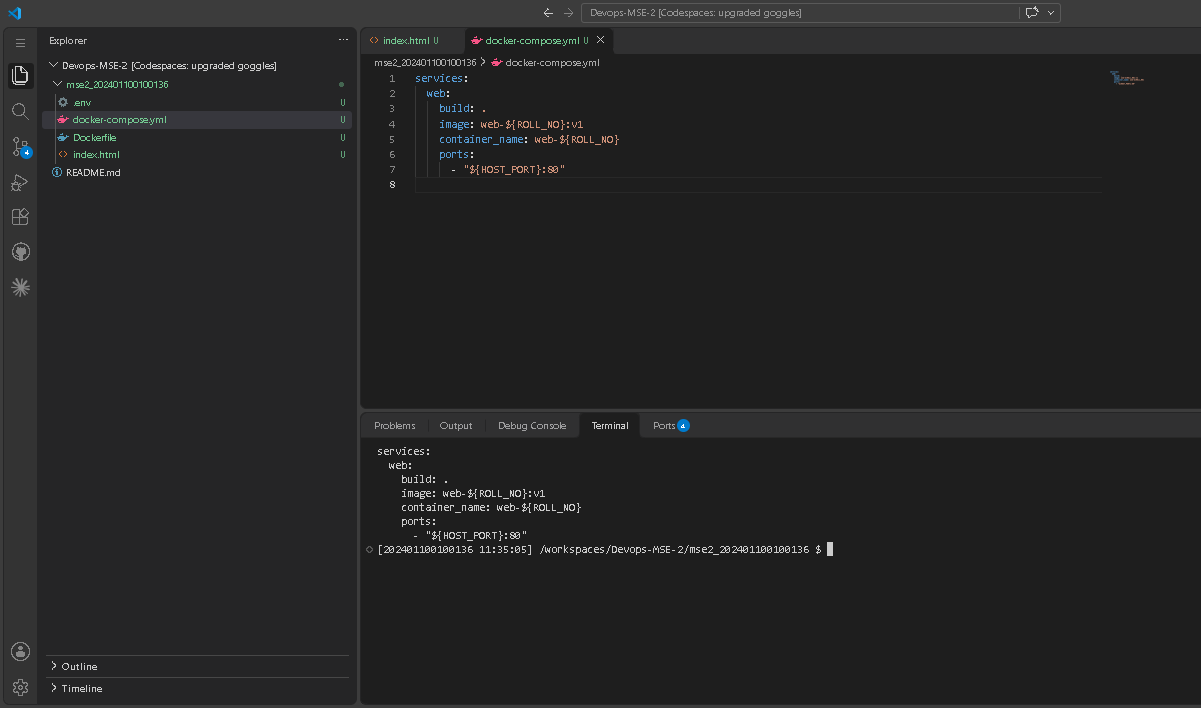 Devops-MSE-2 [Codespaces: upgraded goggles]
Explorer
Devops-MSE-2 [Codespaces: upgraded goggles]
mse2_202401100100136
.env U
docker-compose.yml U
Dockerfile U
index.html U
README.md
4
Outline
Timeline
index.html U
docker-compose.yml U
mse2_202401100100136 > docker-compose.yml
1 services:
2   web:
3     build: .
4     image: web-${ROLL_NO}:v1
5     container_name: web-${ROLL_NO}
6     ports:
7       - "${HOST_PORT}:80"
8
Problems Output Debug Console Terminal Ports 4
services:
  web:
    build: .
    image: web-${ROLL_NO}:v1
    container_name: web-${ROLL_NO}
    ports:
      - "${HOST_PORT}:80"
[202401100100136 11:35:05] /workspaces/Devops-MSE-2/mse2_202401100100136 $